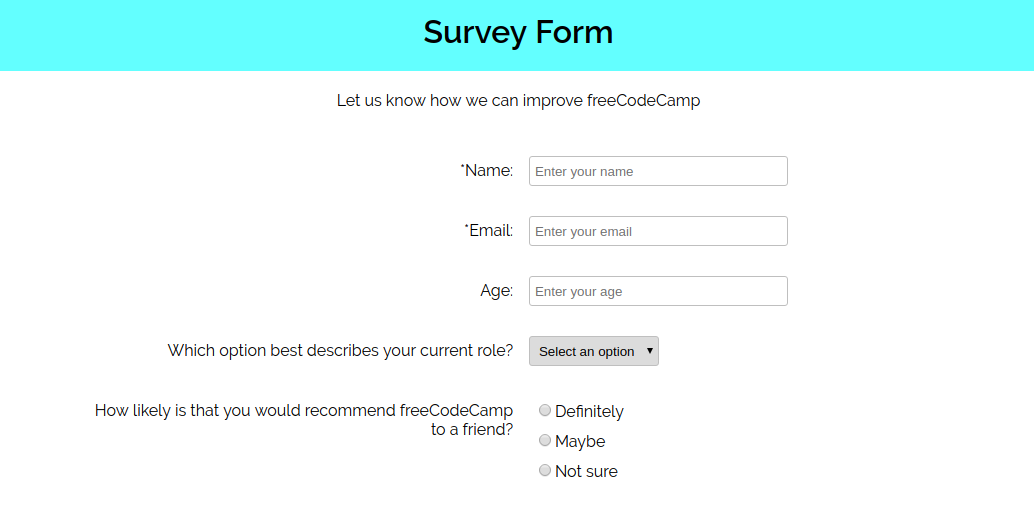 Survey Form
Let us know how we can improve freeCodeCamp
*Name:
Enter your name
*Email:
Enter your email
Age:
Enter your age
Which option best describes your current role?
Select an option
How likely is that you would recommend freeCodeCamp
to a friend?
Definitely
Maybe
Not sure